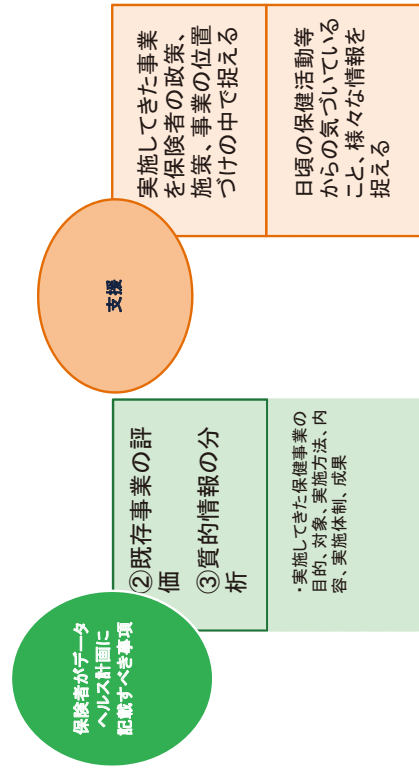 保険者がデータ
ヘルス計画に
記載すべき事項
②既存事業の評
価
③質的情報の分
析
・実施してきた保健事業の
目的、対象、実施方法、内
容、実施体制、成果
支援
実施してきた事業
を保険者の政策、
施策、事業の位置
づけの中で捉える
日頃の保健活動等
からの気づいている
こと、様々な情報を
捉える